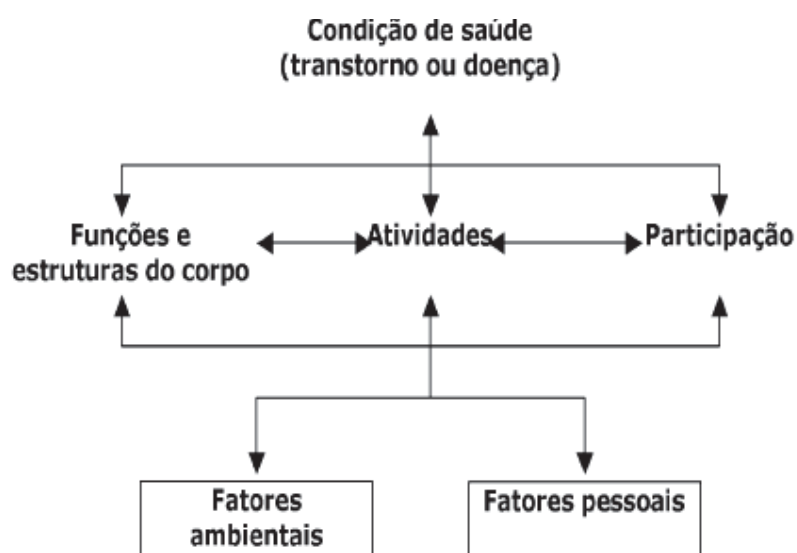 Condição de saúde
(transtorno ou doença)
Funções e
estruturas do corpo
Atividades
Participação
Fatores
ambientais
Fatores pessoais